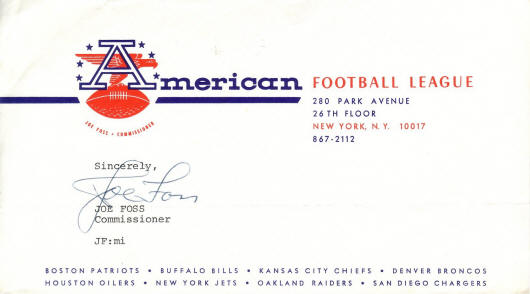 American FOOTBALL LEAGUE
280 PARK AVENUE
26TH FLOOR
NEW YORK, N.Y. 10017
867-2112
JOE FOSS • COMMISSIONER
Sincerely,
Joe Foss
JOE FOSS
Commissioner
JF:mi
BOSTON PATRIOTS • BUFFALO BILLS • KANSAS CITY CHIEFS • DENVER BRONCOS
HOUSTON OILERS • NEW YORK JETS • OAKLAND RAIDERS • SAN DIEGO CHARGERS